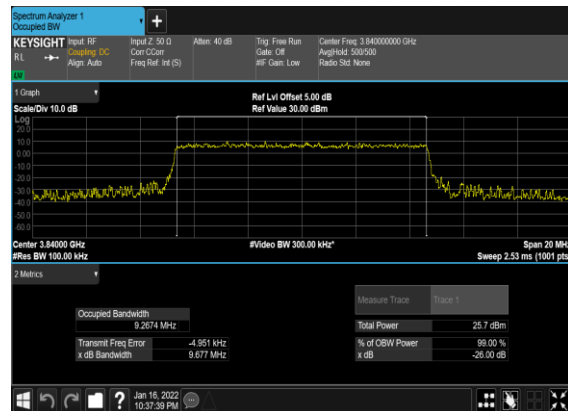 Spectrum Analyzer 1
Occupied BW
KEYSIGHT Input: RF Input Z: 50 Ω Atten: 40 dB Trig: Free Run Center Freq: 3.840000000 GHz
RL Coupling: DC Corr CCorr Gate: Off Avg|Hold: 500/500
Align: Auto Freq Ref: Int (S) #IF Gain: Low Radio Std: None
1 Graph
Ref Lvl Offset 5.00 dB
Scale/Div 10.0 dB Ref Value 30.00 dBm
Log
20.0
10.0
0.00
-10.0
-20.0
-30.0
-40.0
-50.0
-60.0
Center 3.84000 GHz #Video BW 300.00 kHz* Span 20 MHz
#Res BW 100.00 kHz Sweep 2.53 ms (1001 pts
2 Metrics
Measure Trace Trace 1
Occupied Bandwidth
9.2674 MHz Total Power 25.7 dBm
Transmit Freq Error -4.951 kHz % of OBW Power 99.00 %
x dB Bandwidth 9.677 MHz x dB -26.00 dB
? Jan 16, 2022
10:37:39 PM